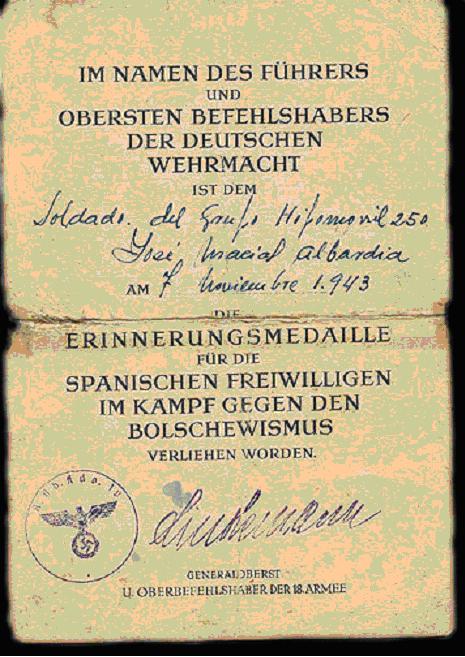 IM NAMEN DES FÜHRERS
UND
OBERSTEN BEFEHLSHABERS
DER DEUTSCHEN
WEHRMACHT
IST DEM
Soldado. del Grupo Hipomovil 250
José Macial Albardia
AM 7 Noviembre 1.943
DIE
ERINNERUNGSMEDAILLE
FÜR DIE
SPANISCHEN FREIWILLIGEN
IM KAMPF GEGEN DEN
BOLSCHEWISMUS
VERLIEHEN WORDEN.
Lindemann
GENERALOBERST
U. OBERBEFEHLSHABER DER 18. ARMEE